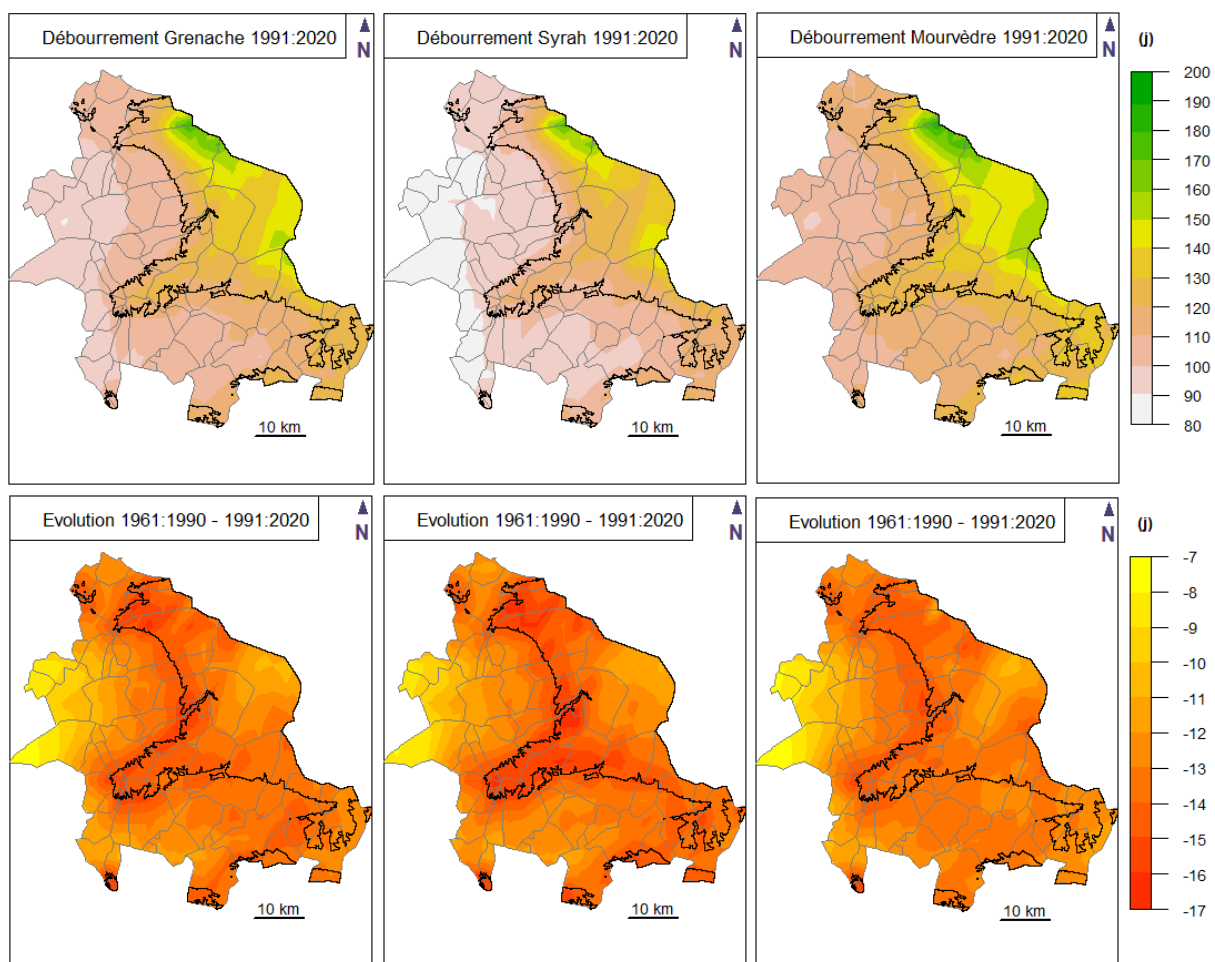 Débourrement Grenache 1991:2020
N
Débourrement Syrah 1991:2020
N
Débourrement Mourvèdre 1991:2020
N
(j)
200
190
180
170
160
150
140
130
120
110
100
90
80
10 km
10 km
10 km
Evolution 1961:1990 - 1991:2020
N
Evolution 1961:1990 - 1991:2020
N
Evolution 1961:1990 - 1991:2020
N
(j)
-7
-8
-9
-10
-11
-12
-13
-14
-15
-16
-17
10 km
10 km
10 km